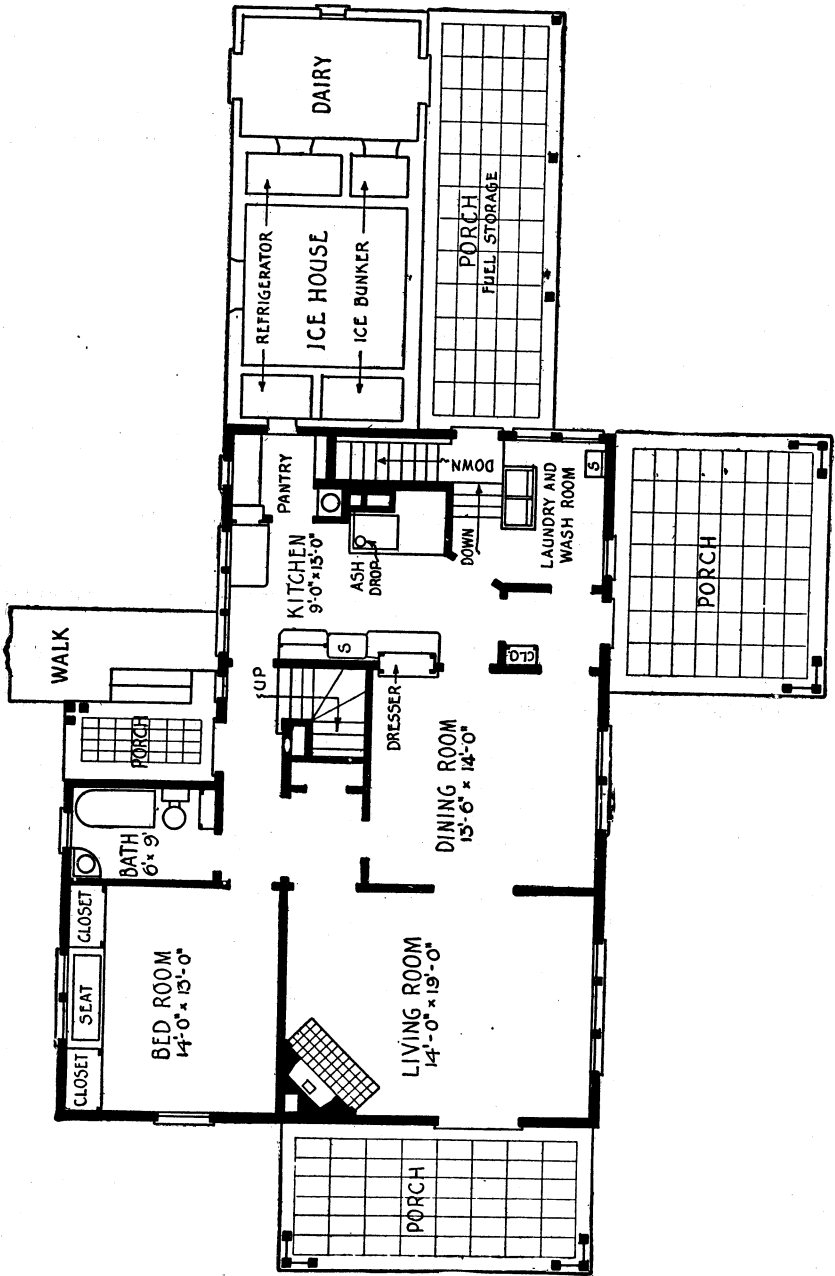 DAIRY
REFRIGERATOR
ICE HOUSE
ICE BUNKER
PORCH
FUEL STORAGE
WALK
PORCH
UP
KITCHEN
9'-0" x 13'-0"
PANTRY
ASH
DROP
S
DRESSER
DOWN
DOWN
LAUNDRY AND
WASH ROOM
S
CLO.
PORCH
BATH
6' x 9'
CLOSET
SEAT
CLOSET
BED ROOM
14'-0" x 13'-0"
DINING ROOM
13'-6" x 14'-0"
LIVING ROOM
14'-0" x 19'-0"
PORCH